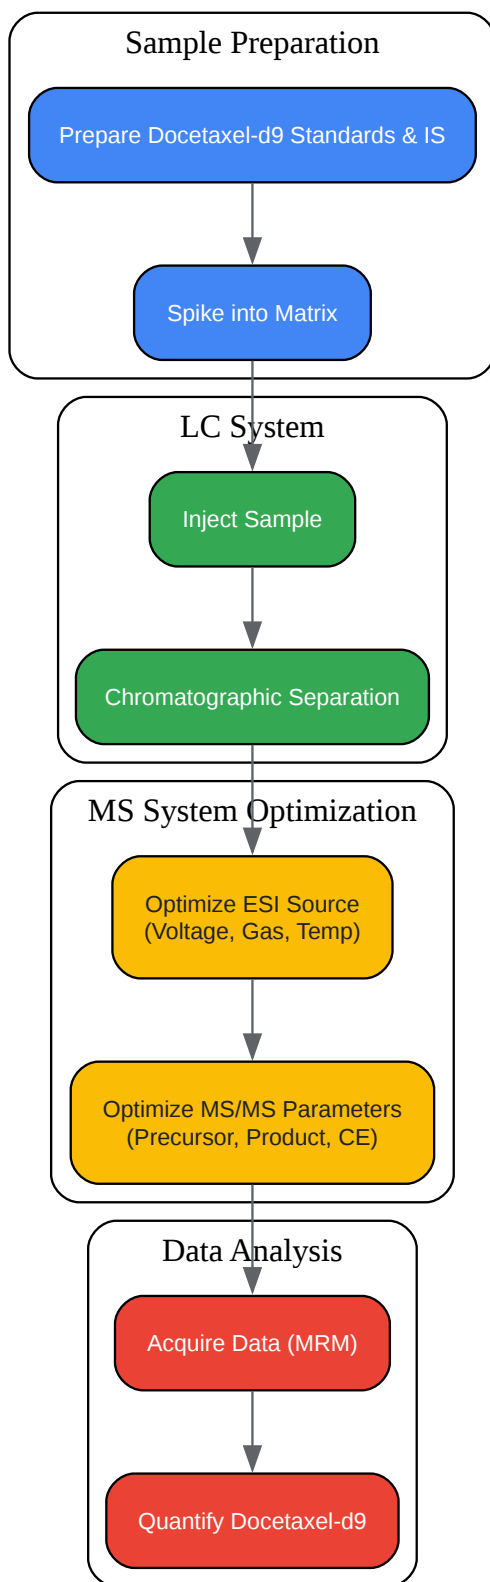 Sample Preparation
Prepare Docetaxel-d9 Standards & IS
Spike into Matrix
LC System
Inject Sample
Chromatographic Separation
MS System Optimization
Optimize ESI Source
(Voltage, Gas, Temp)
Optimize MS/MS Parameters
(Precursor, Product, CE)
Data Analysis
Acquire Data (MRM)
Quantify Docetaxel-d9